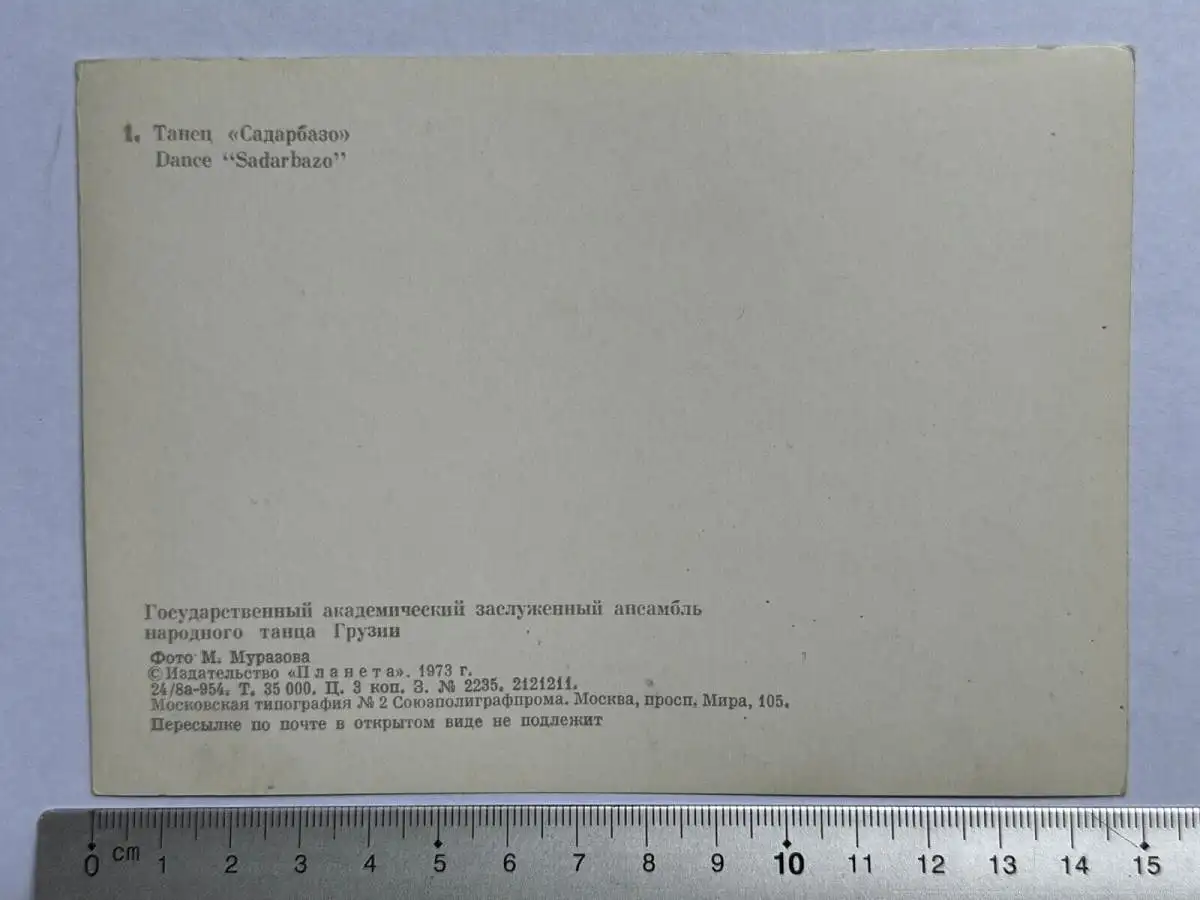 1. Танец «Садарбазо»
Dance “Sadarbazo”
Государственный академический заслуженный ансамбль
народного танца Грузии
Фото М. Муразова
© Издательство «Планета». 1973 г.
24/8а-954. Т. 35 000. Ц. 3 коп. З. № 2235. 2121211.
Московская типография № 2 Союзполиграфпрома. Москва, просп. Мира, 105.
Пересылке по почте в открытом виде не подлежит
0 cm 1 2 3 4 5 6 7 8 9 10 11 12 13 14 15